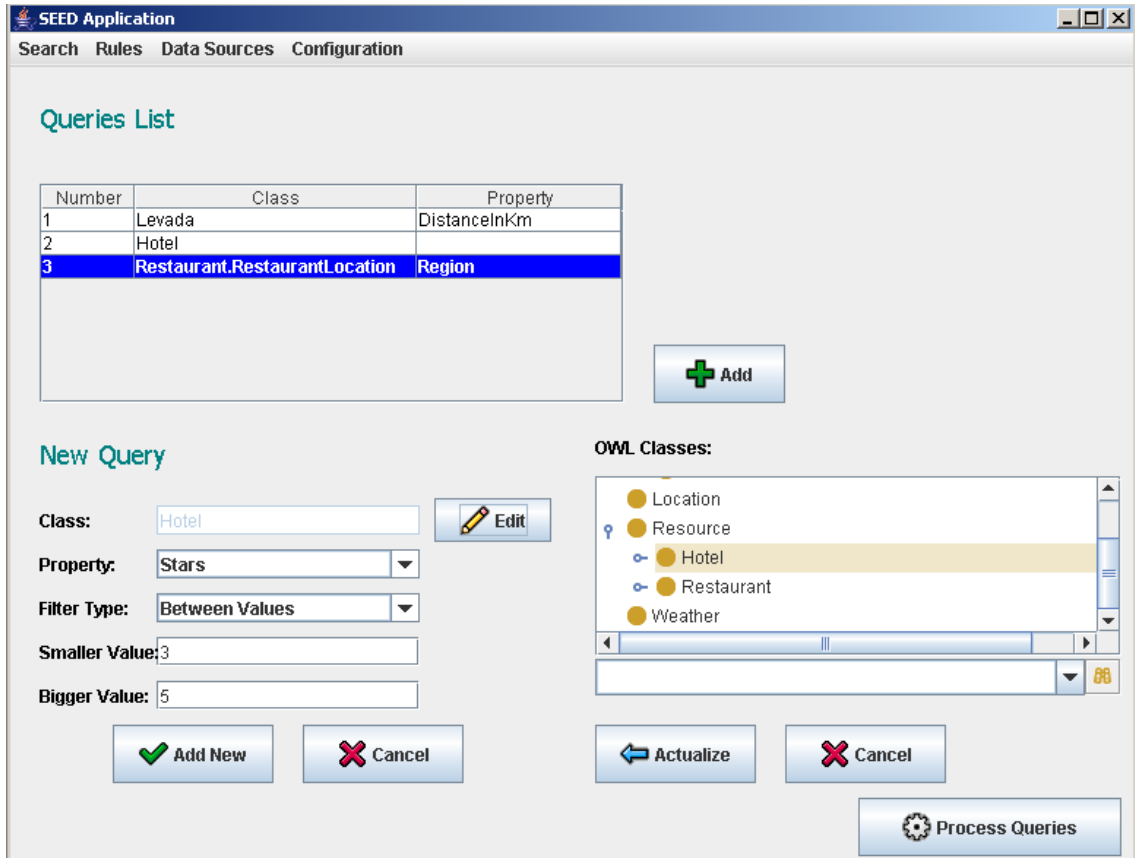 SEED Application
Search Rules Data Sources Configuration
Queries List
Number Class Property
1 Levada DistanceInKm
2 Hotel
3 Restaurant.RestaurantLocation Region
Add
New Query
OWL Classes:
Class: Hotel Edit
Property: Stars
Filter Type: Between Values
Smaller Value: 3
Bigger Value: 5
Location
Resource
Hotel
Restaurant
Weather
Add New Cancel Actualize Cancel
Process Queries